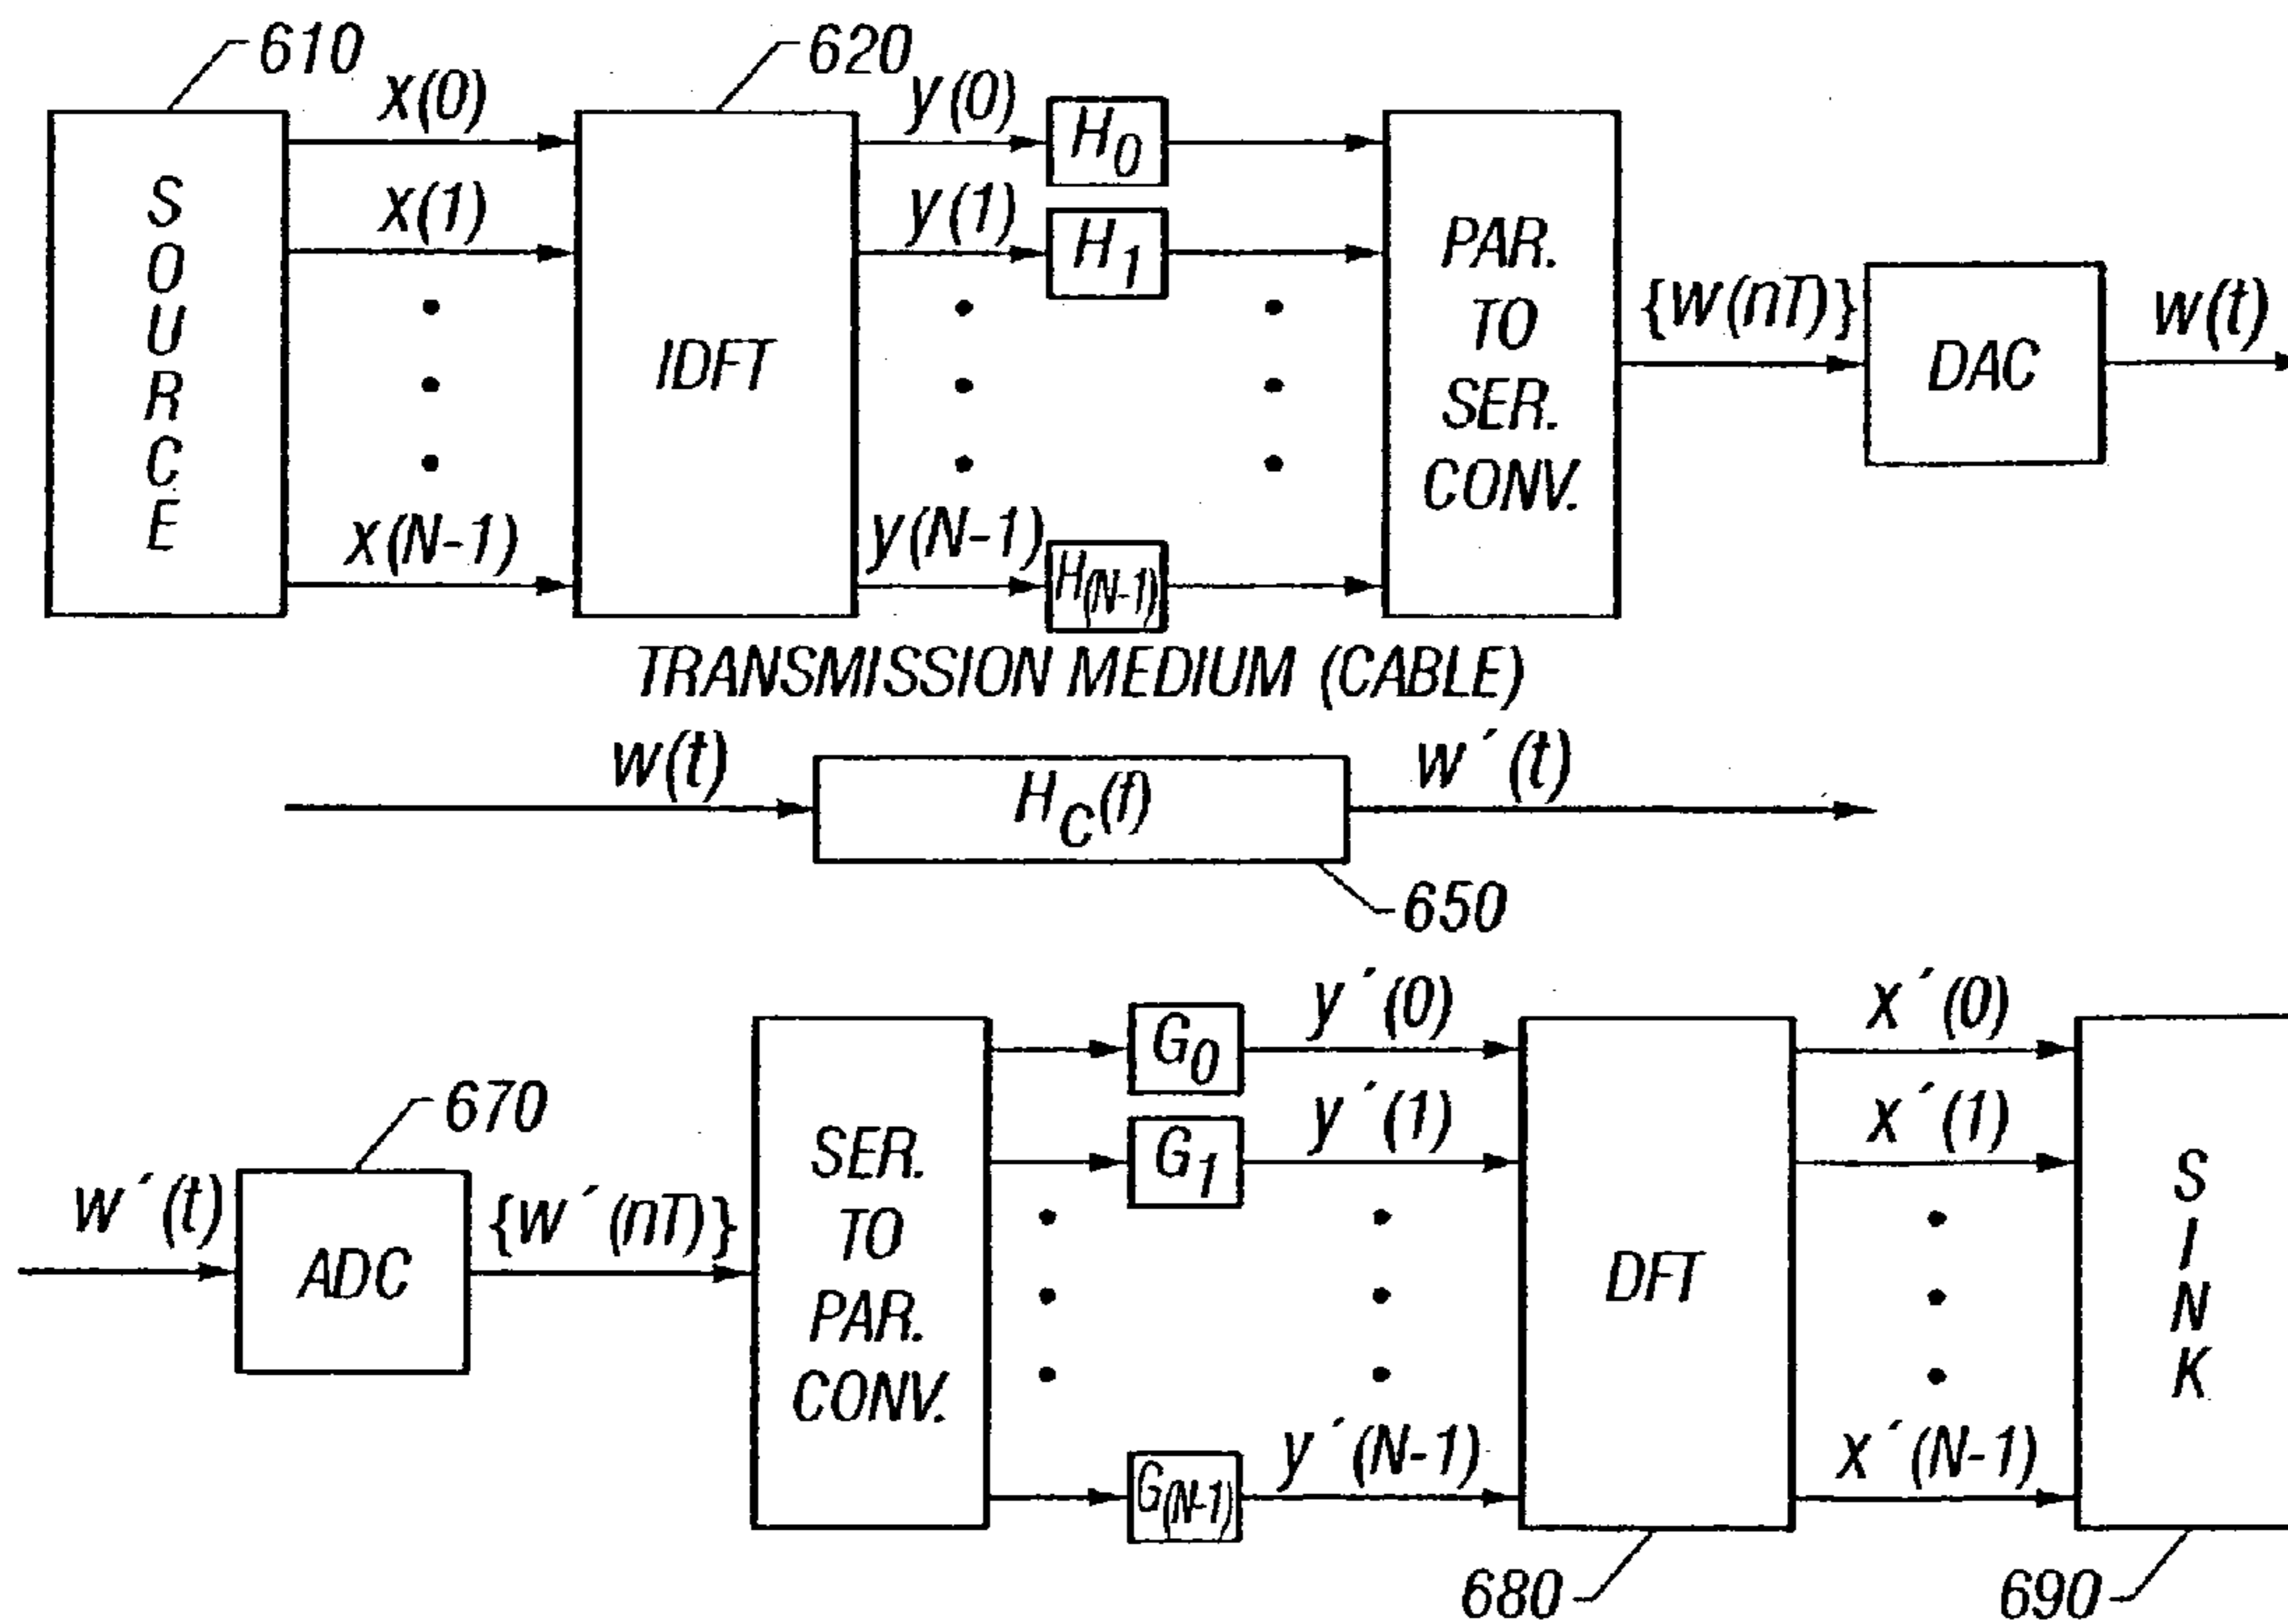 610
620
x(0)
y(0)
H0
x(1)
y(1)
H1
SOURCE
IDFT
PAR.
TO
SER.
CONV.
{w(nT)}
DAC
w(t)
x(N-1)
y(N-1)
H(N-1)
TRANSMISSION MEDIUM (CABLE)
w(t)
HC(f)
w´(t)
650
670
w´(t)
ADC
{w´(nT)}
SER.
TO
PAR.
CONV.
G0
y´(0)
x´(0)
G1
y´(1)
x´(1)
DFT
SINK
G(N-1)
y´(N-1)
x´(N-1)
680
690